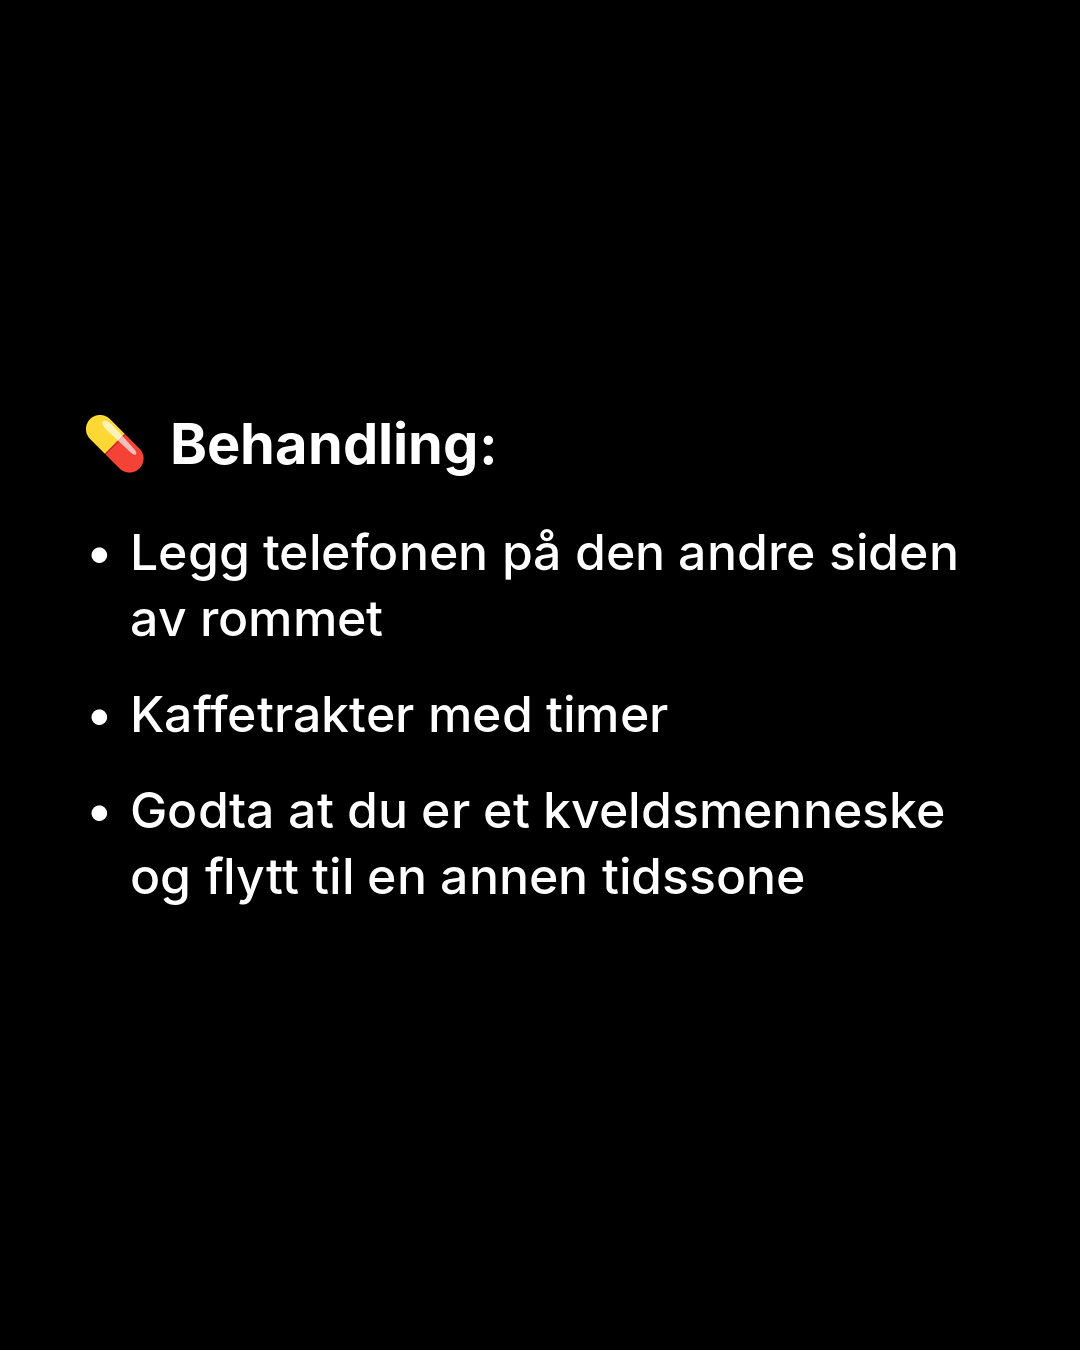 💊 Behandling:
• Legg telefonen på den andre siden
av rommet
• Kaffetrakter med timer
• Godta at du er et kveldsmenneske
og flytt til en annen tidssone